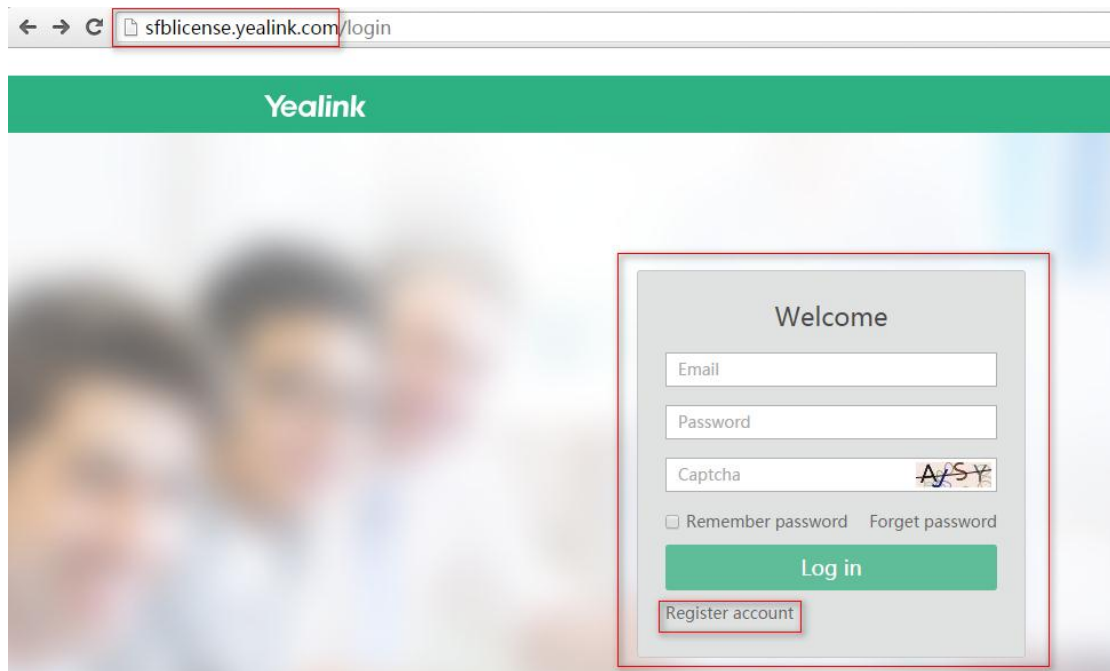 sfblicense.yealink.com/login
Yealink
Welcome
Email
Password
Captcha
Remember password Forget password
Log in
Register account